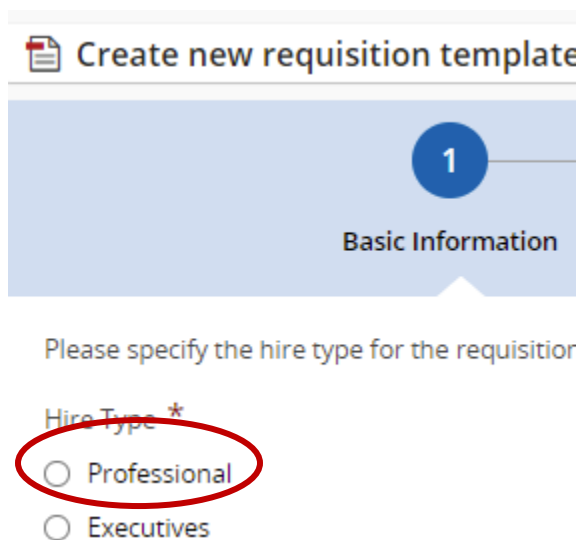 Create new requisition template
1
Basic Information
Please specify the hire type for the requisition
Hire Type *
Professional
Executives